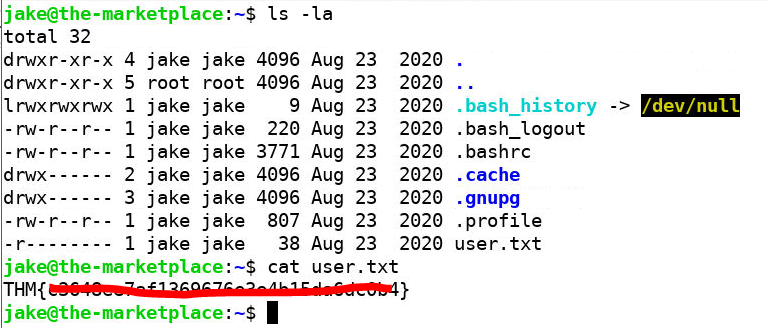 jake@the-marketplace:~$ ls -la
total 32
drwxr-xr-x 4 jake jake 4096 Aug 23  2020 .
drwxr-xr-x 5 root root 4096 Aug 23  2020 ..
lrwxrwxrwx 1 jake jake    9 Aug 23  2020 .bash_history -> /dev/null
-rw-r--r-- 1 jake jake  220 Aug 23  2020 .bash_logout
-rw-r--r-- 1 jake jake 3771 Aug 23  2020 .bashrc
drwx------ 2 jake jake 4096 Aug 23  2020 .cache
drwx------ 3 jake jake 4096 Aug 23  2020 .gnupg
-rw-r--r-- 1 jake jake  807 Aug 23  2020 .profile
-r-------- 1 jake jake   38 Aug 23  2020 user.txt
jake@the-marketplace:~$ cat user.txt
THM{}
jake@the-marketplace:~$